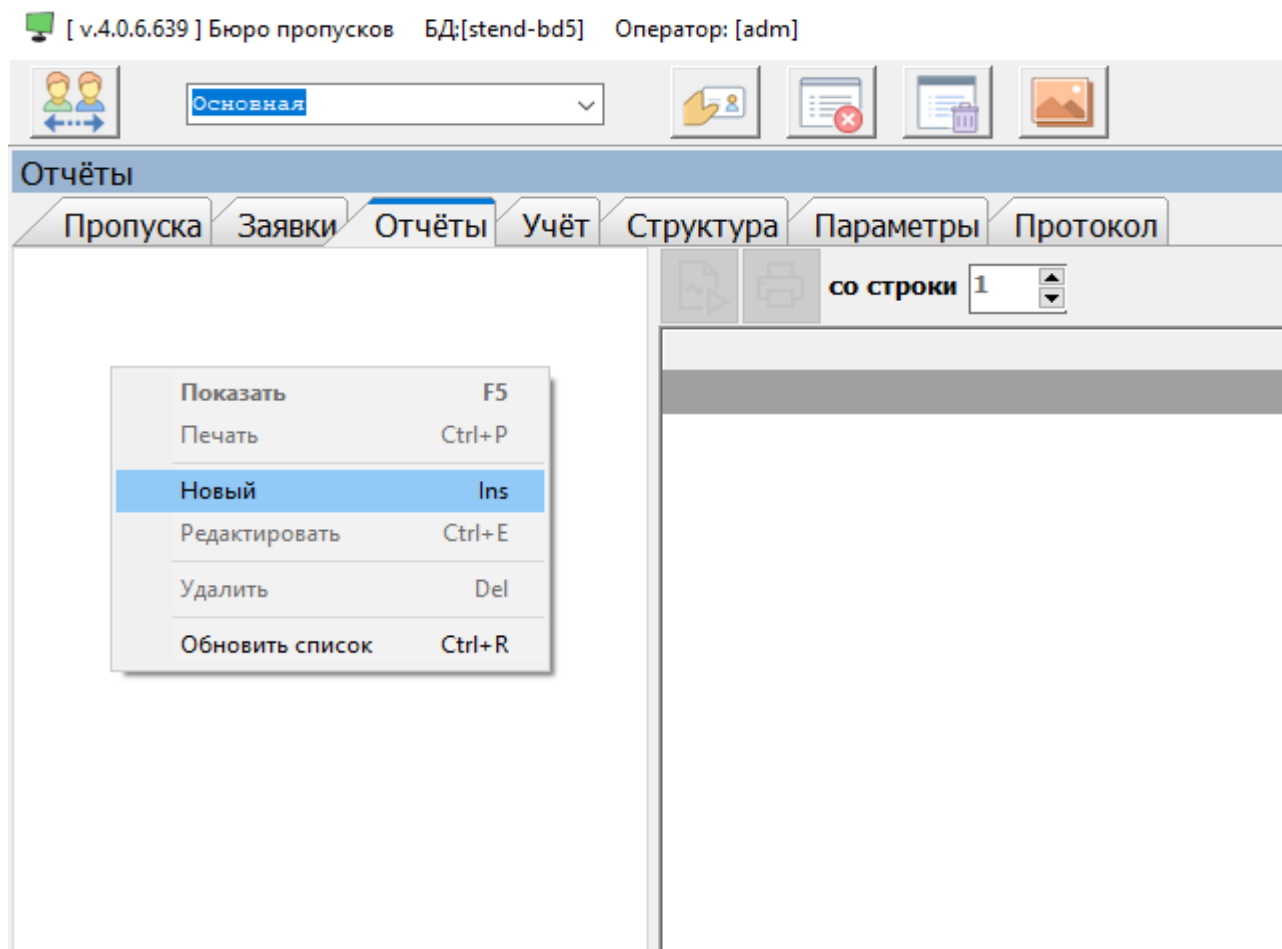 [ v.4.0.6.639 ] Бюро пропусков БД:[stend-bd5] Оператор: [adm]
Основная
Отчёты
Пропуска Заявки Отчёты Учёт Структура Параметры Протокол
со строки 1
Показать F5
Печать Ctrl+P
Новый Ins
Редактировать Ctrl+E
Удалить Del
Обновить список Ctrl+R